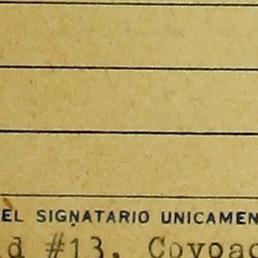 EL SIGNATARIO UNICAMEN
d #13, Coyoac